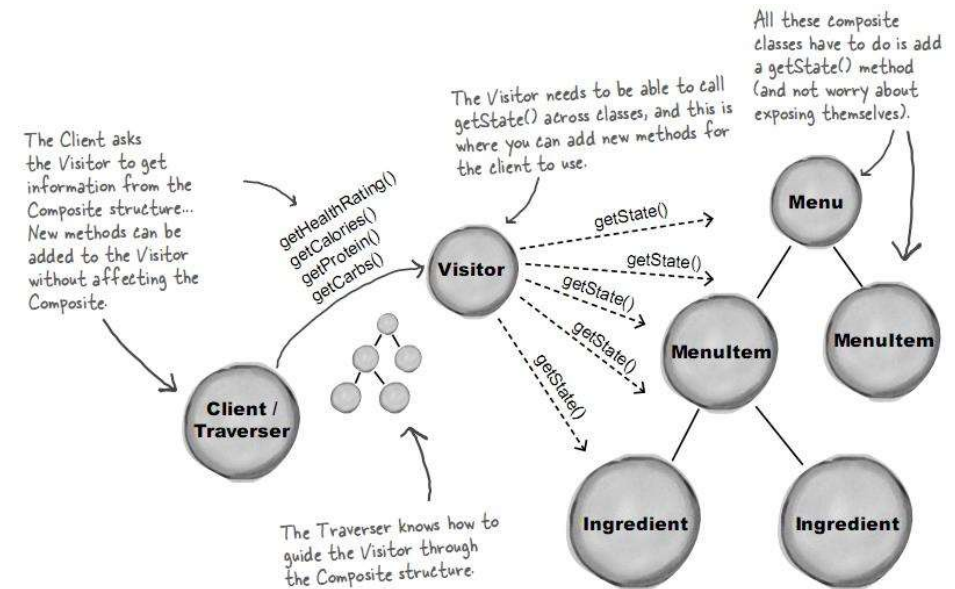 All these composite
classes have to do is add
a getState() method
(and not worry about
exposing themselves).
The Visitor needs to be able to call
getState() across classes, and this is
where you can add new methods for
the client to use.
The Client asks
the Visitor to get
information from the
Composite structure...
New methods can be
added to the Visitor
without affecting the
Composite.
getHealthRating()
getCalories()
getProtein()
getCarbs()
Visitor
getState()
getState()
getState()
getState()
getState()
Menu
MenuItem
MenuItem
Client /
Traverser
Ingredient
Ingredient
The Traverser knows how to
guide the Visitor through
the Composite structure.